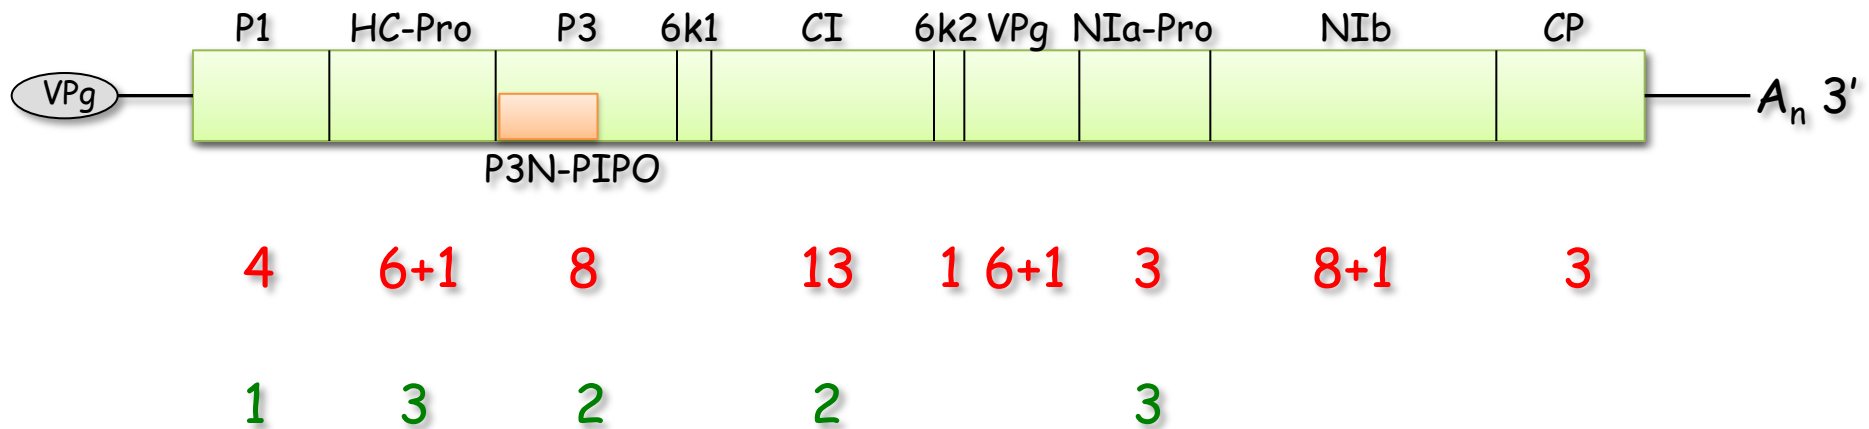 P1 HC-Pro P3 6k1 CI 6k2 VPg NIa-Pro NIb CP
VPg An 3'
P3N-PIPO
4 6+1 8 13 1 6+1 3 8+1 3
1 3 2 2 3